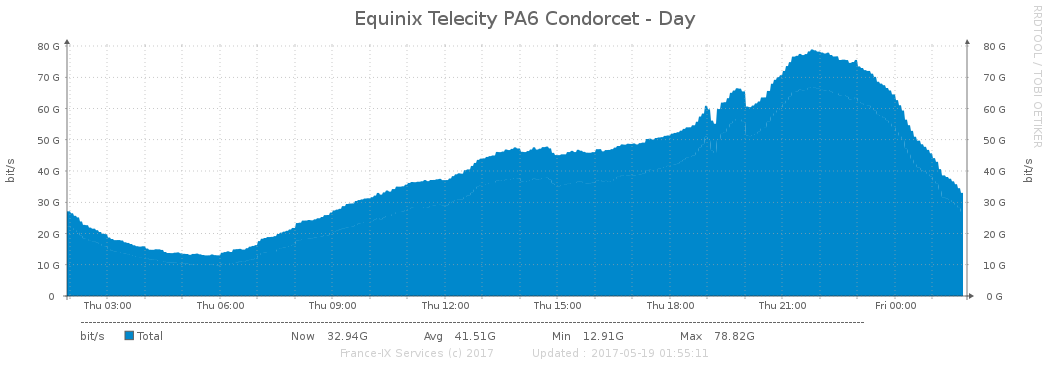 Equinix Telecity PA6 Condorcet - Day
RRDTOOL / TOBI OETIKER
bit/s
bit/s
80 G 80 G
70 G 70 G
60 G 60 G
50 G 50 G
40 G 40 G
30 G 30 G
20 G 20 G
10 G 10 G
0 0 G
Thu 03:00 Thu 06:00 Thu 09:00 Thu 12:00 Thu 15:00 Thu 18:00 Thu 21:00 Fri 00:00
bit/s Total Now 32.94G Avg 41.51G Min 12.91G Max 78.82G
France-IX Services (c) 2017 Updated : 2017-05-19 01:55:11